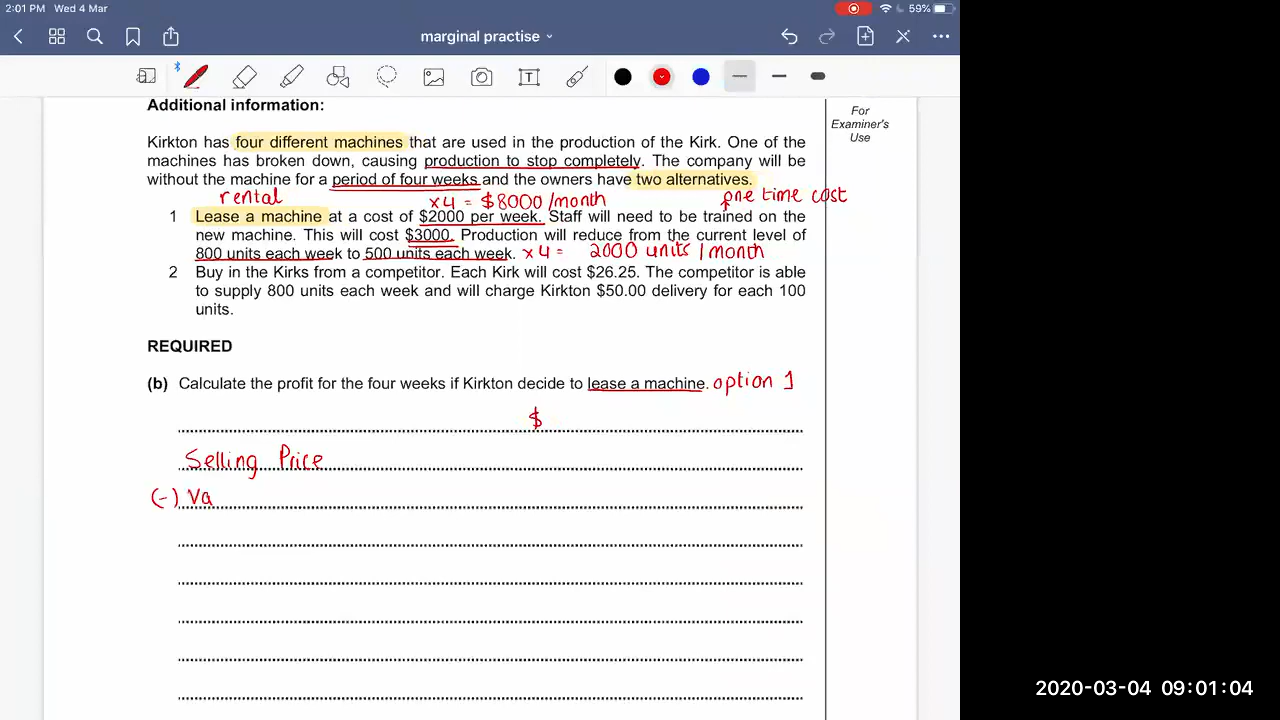 2:01 PM Wed 4 Mar
59%
marginal practise
Additional information:
For
Examiner's
Use
Kirkton has four different machines that are used in the production of the Kirk. One of the
machines has broken down, causing production to stop completely. The company will be
without the machine for a period of four weeks and the owners have two alternatives.
rental x4 = $8000/month one time cost
1 Lease a machine at a cost of $2000 per week. Staff will need to be trained on the
new machine. This will cost $3000. Production will reduce from the current level of
800 units each week to 500 units each week. x4 = 2000 units/month
2 Buy in the Kirks from a competitor. Each Kirk will cost $26.25. The competitor is able
to supply 800 units each week and will charge Kirkton $50.00 delivery for each 100
units.
REQUIRED
(b) Calculate the profit for the four weeks if Kirkton decide to lease a machine. option 1
$
Selling Price
(-) Va
2020-03-04 09:01:04